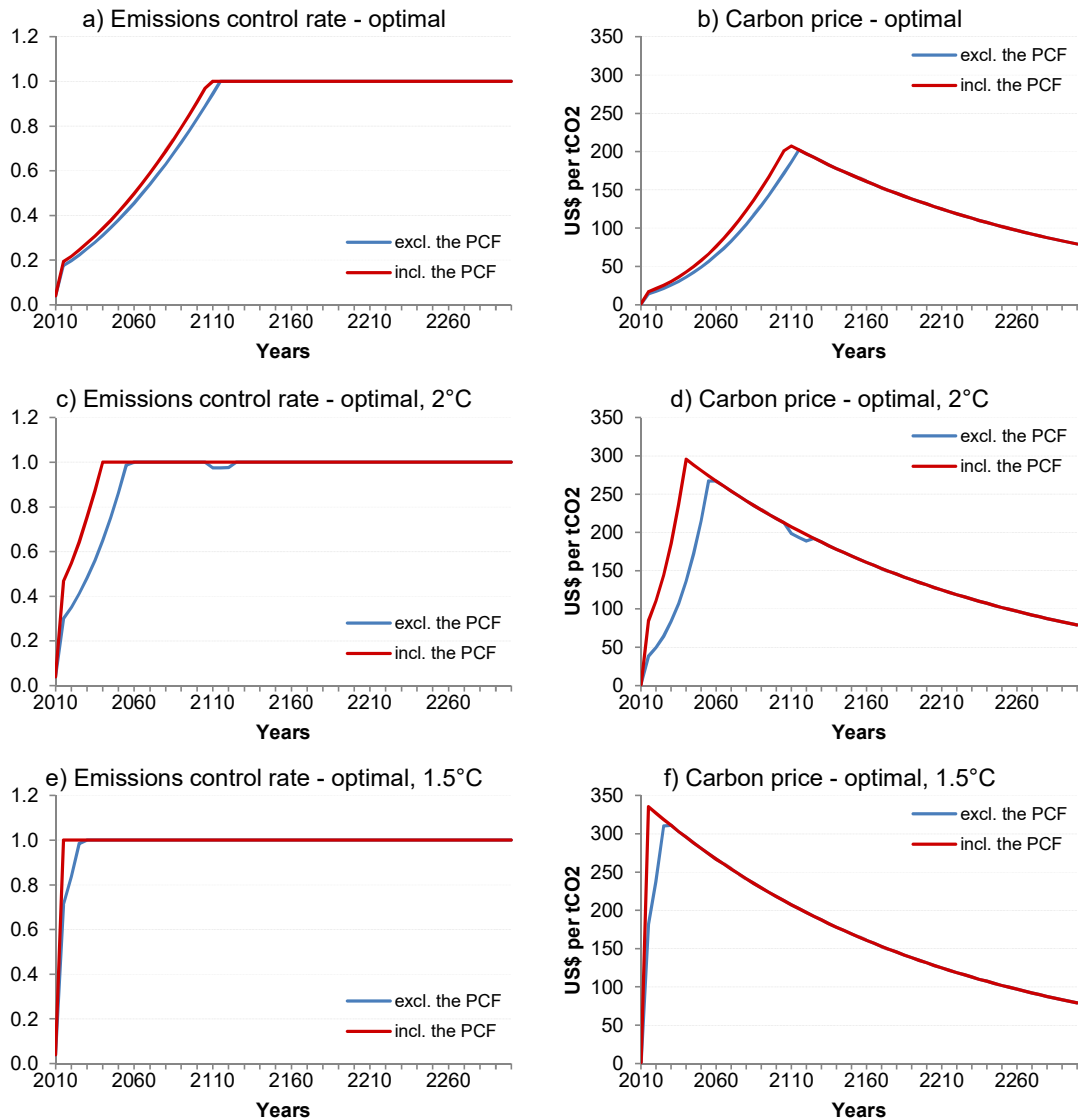 a) Emissions control rate - optimal
1.2
1.0
0.8
0.6
0.4
0.2
0.0
excl. the PCF
incl. the PCF
2010 2060 2110 2160 2210 2260
Years
b) Carbon price - optimal
US$ per tCO2
350
300
250
200
150
100
50
0
excl. the PCF
incl. the PCF
2010 2060 2110 2160 2210 2260
Years
c) Emissions control rate - optimal, 2°C
1.2
1.0
0.8
0.6
0.4
0.2
0.0
excl. the PCF
incl. the PCF
2010 2060 2110 2160 2210 2260
Years
d) Carbon price - optimal, 2°C
US$ per tCO2
350
300
250
200
150
100
50
0
excl. the PCF
incl. the PCF
2010 2060 2110 2160 2210 2260
Years
e) Emissions control rate - optimal, 1.5°C
1.2
1.0
0.8
0.6
0.4
0.2
0.0
excl. the PCF
incl. the PCF
2010 2060 2110 2160 2210 2260
Years
f) Carbon price - optimal, 1.5°C
US$ per tCO2
350
300
250
200
150
100
50
0
excl. the PCF
incl. the PCF
2010 2060 2110 2160 2210 2260
Years